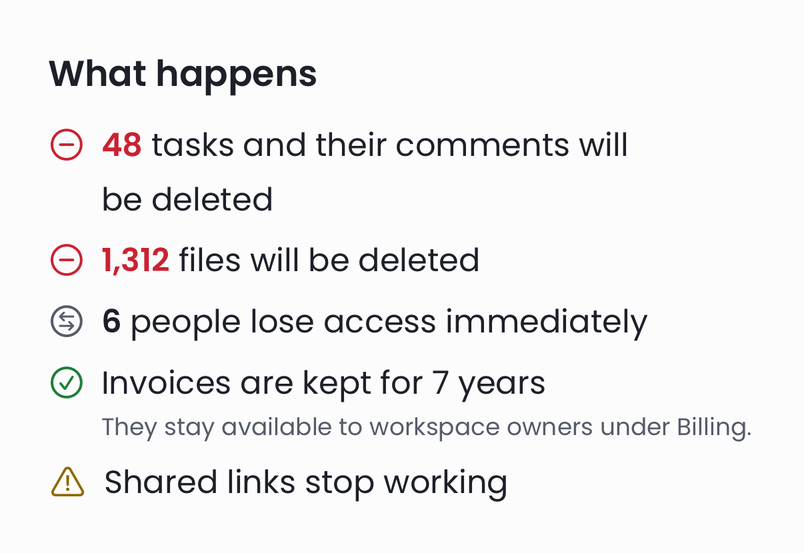 What happens
48 tasks and their comments will
be deleted
1,312 files will be deleted
6 people lose access immediately
Invoices are kept for 7 years
They stay available to workspace owners under Billing.
Shared links stop working